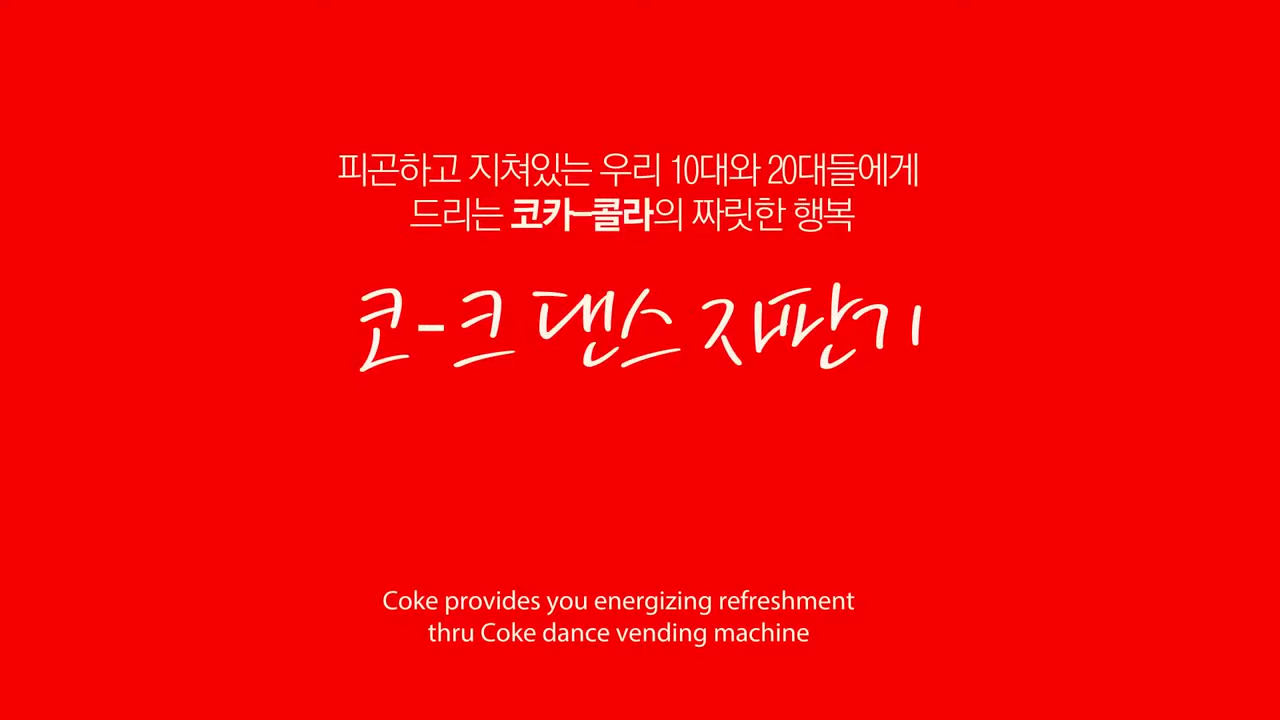 피곤하고 지쳐있는 우리 10대와 20대들에게
드리는 코카-콜라의 짜릿한 행복
코-크 댄스 자판기
Coke provides you energizing refreshment
thru Coke dance vending machine